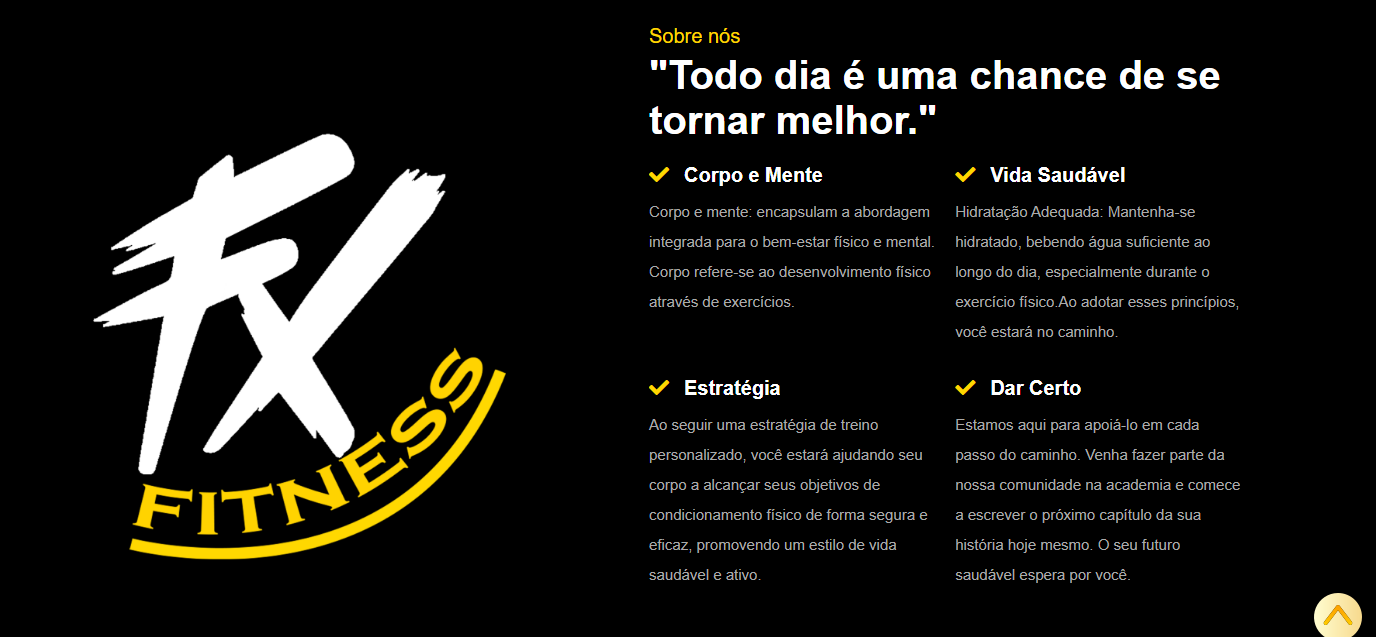 FX
FITNESS
Sobre nós
"Todo dia é uma chance de se
tornar melhor."
Corpo e Mente
Corpo e mente: encapsulam a abordagem
integrada para o bem-estar físico e mental.
Corpo refere-se ao desenvolvimento físico
através de exercícios.
Vida Saudável
Hidratação Adequada: Mantenha-se
hidratado, bebendo água suficiente ao
longo do dia, especialmente durante o
exercício físico.Ao adotar esses princípios,
você estará no caminho.
Estratégia
Ao seguir uma estratégia de treino
personalizado, você estará ajudando seu
corpo a alcançar seus objetivos de
condicionamento físico de forma segura e
eficaz, promovendo um estilo de vida
saudável e ativo.
Dar Certo
Estamos aqui para apoiá-lo em cada
passo do caminho. Venha fazer parte da
nossa comunidade na academia e comece
a escrever o próximo capítulo da sua
história hoje mesmo. O seu futuro
saudável espera por você.